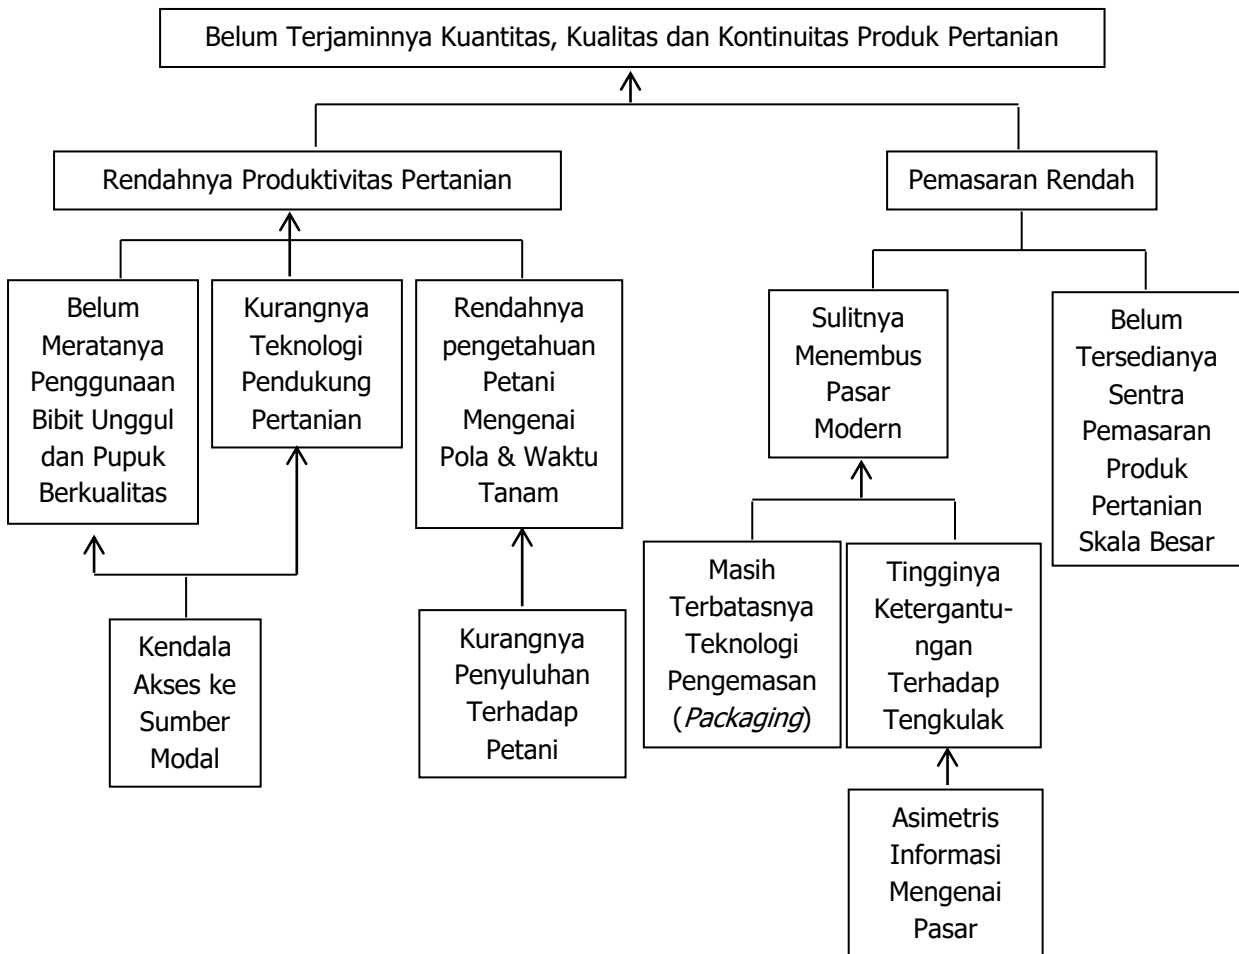 Belum Terjaminnya Kuantitas, Kualitas dan Kontinuitas Produk Pertanian
Rendahnya Produktivitas Pertanian
Pemasaran Rendah
Belum
Meratanya
Penggunaan
Bibit Unggul
dan Pupuk
Berkualitas
Kurangnya
Teknologi
Pendukung
Pertanian
Rendahnya
pengetahuan
Petani
Mengenai
Pola & Waktu
Tanam
Sulitnya
Menembus
Pasar
Modern
Belum
Tersedianya
Sentra
Pemasaran
Produk
Pertanian
Skala Besar
Kendala
Akses ke
Sumber
Modal
Kurangnya
Penyuluhan
Terhadap
Petani
Masih
Terbatasnya
Teknologi
Pengemasan
(Packaging)
Tingginya
Ketergantu-
ngan
Terhadap
Tengkulak
Asimetris
Informasi
Mengenai
Pasar